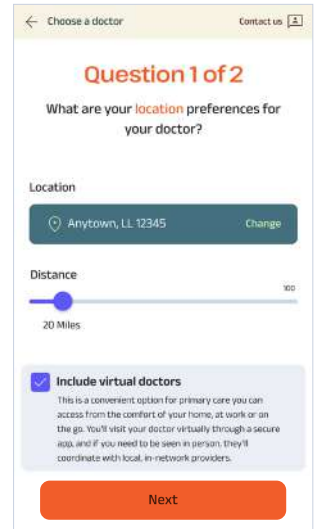 Choose a doctor
Contact us
Question 1 of 2
What are your location preferences for
your doctor?
Location
Anytown, LL 12345
Change
Distance
100
20 Miles
Include virtual doctors
This is a convenient option for primary care you can
access from the comfort of your home, at work or on
the go. You'll visit your doctor virtually through a secure
app, and if you need to be seen in person, they'll
coordinate with local, in-network providers.
Next